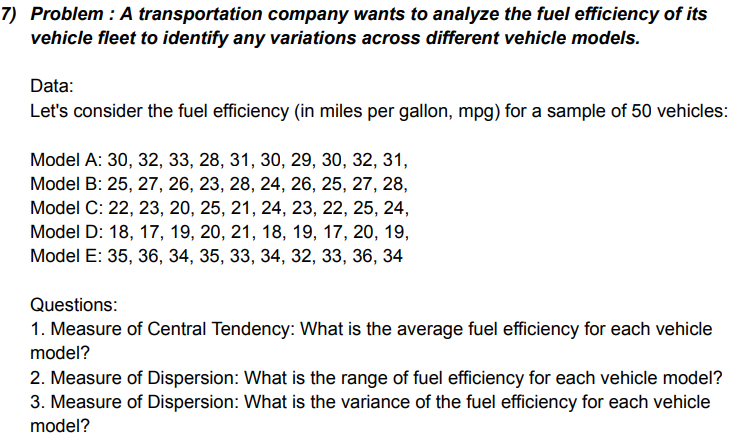 7) Problem : A transportation company wants to analyze the fuel efficiency of its
vehicle fleet to identify any variations across different vehicle models.
Data:
Let's consider the fuel efficiency (in miles per gallon, mpg) for a sample of 50 vehicles:
Model A: 30, 32, 33, 28, 31, 30, 29, 30, 32, 31,
Model B: 25, 27, 26, 23, 28, 24, 26, 25, 27, 28,
Model C: 22, 23, 20, 25, 21, 24, 23, 22, 25, 24,
Model D: 18, 17, 19, 20, 21, 18, 19, 17, 20, 19,
Model E: 35, 36, 34, 35, 33, 34, 32, 33, 36, 34
Questions:
1. Measure of Central Tendency: What is the average fuel efficiency for each vehicle
model?
2. Measure of Dispersion: What is the range of fuel efficiency for each vehicle model?
3. Measure of Dispersion: What is the variance of the fuel efficiency for each vehicle
model?